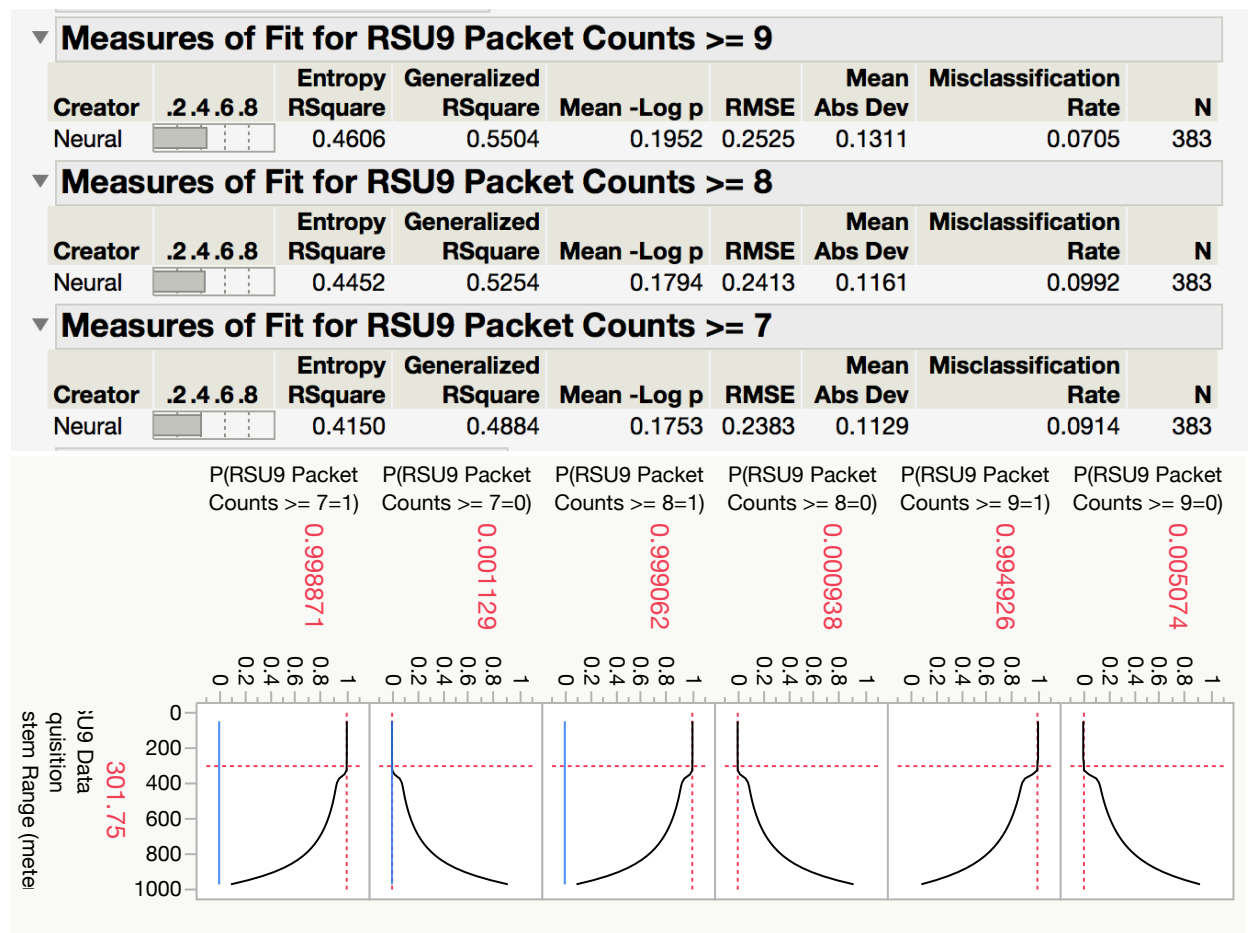 Measures of Fit for RSU9 Packet Counts >= 9
Entropy Generalized Mean Misclassification
Creator .2.4.6.8 RSquare RSquare Mean -Log p RMSE Abs Dev Rate N
Neural 0.4606 0.5504 0.1952 0.2525 0.1311 0.0705 383
Measures of Fit for RSU9 Packet Counts >= 8
Entropy Generalized Mean Misclassification
Creator .2.4.6.8 RSquare RSquare Mean -Log p RMSE Abs Dev Rate N
Neural 0.4452 0.5254 0.1794 0.2413 0.1161 0.0992 383
Measures of Fit for RSU9 Packet Counts >= 7
Entropy Generalized Mean Misclassification
Creator .2.4.6.8 RSquare RSquare Mean -Log p RMSE Abs Dev Rate N
Neural 0.4150 0.4884 0.1753 0.2383 0.1129 0.0914 383
P(RSU9 Packet P(RSU9 Packet P(RSU9 Packet P(RSU9 Packet P(RSU9 Packet P(RSU9 Packet
Counts >= 7=1) Counts >= 7=0) Counts >= 8=1) Counts >= 8=0) Counts >= 9=1) Counts >= 9=0)
0.998871 0.001129 0.999062 0.000938 0.994926 0.005074
0 0.2 0.4 0.6 0.8 1 0 0.2 0.4 0.6 0.8 1 0 0.2 0.4 0.6 0.8 1 0 0.2 0.4 0.6 0.8 1 0 0.2 0.4 0.6 0.8 1 0 0.2 0.4 0.6 0.8 1
0
200
400
600
800
1000
SU9 Data
quisition
stem Range (mete
301.75